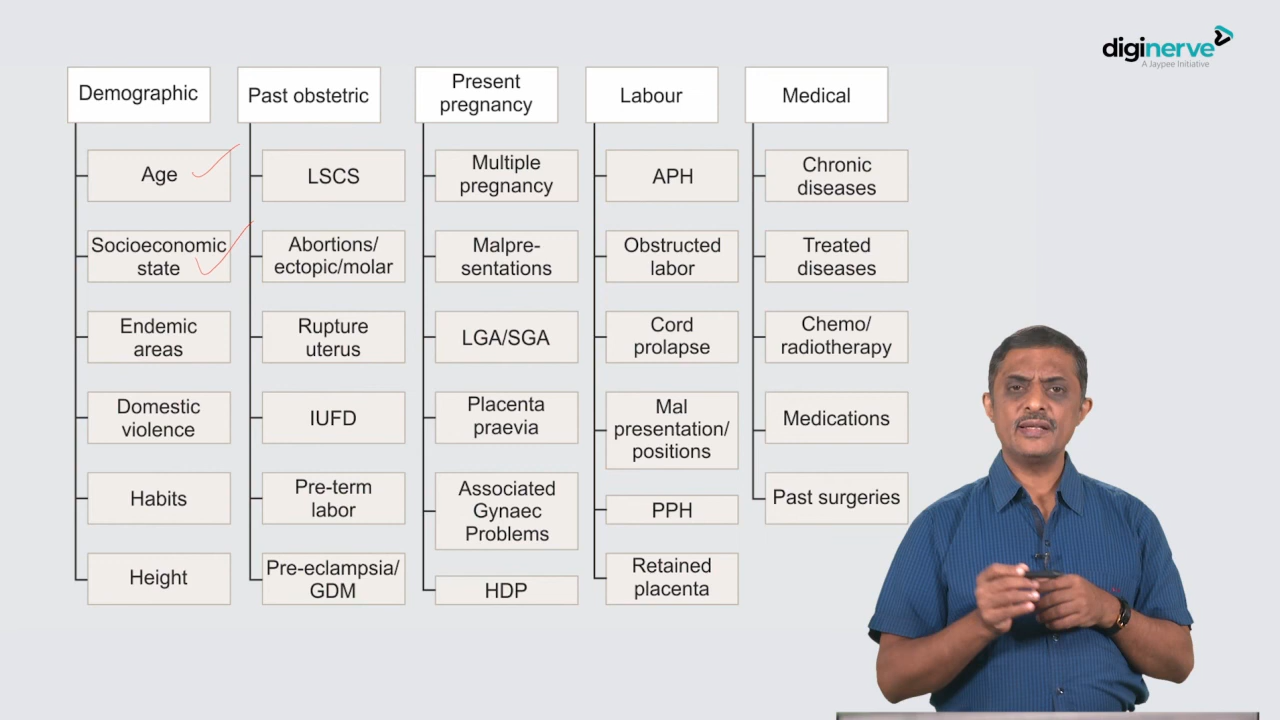 diginerve
A Jaypee Initiative
Demographic
Age
Socioeconomic
state
Endemic
areas
Domestic
violence
Habits
Height
Past obstetric
LSCS
Abortions/
ectopic/molar
Rupture
uterus
IUFD
Pre-term
labor
Pre-eclampsia/
GDM
Present
pregnancy
Multiple
pregnancy
Malpre-
sentations
LGA/SGA
Placenta
praevia
Associated
Gynaec
Problems
HDP
Labour
APH
Obstructed
labor
Cord
prolapse
Mal
presentation/
positions
PPH
Retained
placenta
Medical
Chronic
diseases
Treated
diseases
Chemo/
radiotherapy
Medications
Past surgeries